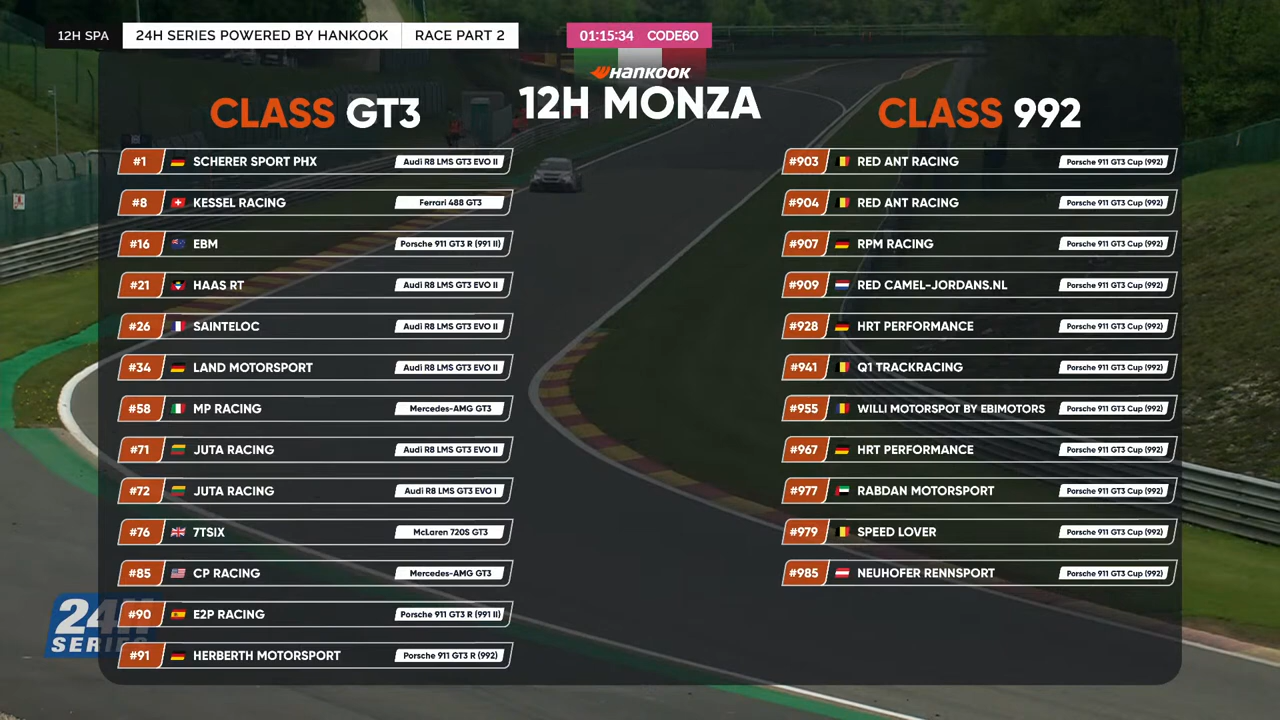 12H SPA 24H SERIES POWERED BY HANKOOK RACE PART 2 01:15:34 CODE60
HANKOOK
12H MONZA
CLASS GT3
#1 SCHERER SPORT PHX Audi R8 LMS GT3 EVO II
#8 KESSEL RACING Ferrari 488 GT3
#16 EBM Porsche 911 GT3 R (991 II)
#21 HAAS RT Audi R8 LMS GT3 EVO II
#26 SAINTELOC Audi R8 LMS GT3 EVO II
#34 LAND MOTORSPORT Audi R8 LMS GT3 EVO II
#58 MP RACING Mercedes-AMG GT3
#71 JUTA RACING Audi R8 LMS GT3 EVO II
#72 JUTA RACING Audi R8 LMS GT3 EVO I
#76 7TSIX McLaren 720S GT3
#85 CP RACING Mercedes-AMG GT3
#90 E2P RACING Porsche 911 GT3 R (991 II)
#91 HERBERTH MOTORSPORT Porsche 911 GT3 R (992)
CLASS 992
#903 RED ANT RACING Porsche 911 GT3 Cup (992)
#904 RED ANT RACING Porsche 911 GT3 Cup (992)
#907 RPM RACING Porsche 911 GT3 Cup (992)
#909 RED CAMEL-JORDANS.NL Porsche 911 GT3 Cup (992)
#928 HRT PERFORMANCE Porsche 911 GT3 Cup (992)
#941 Q1 TRACKRACING Porsche 911 GT3 Cup (992)
#955 WILLI MOTORSPOT BY EBIMOTORS Porsche 911 GT3 Cup (992)
#967 HRT PERFORMANCE Porsche 911 GT3 Cup (992)
#977 RABDAN MOTORSPORT Porsche 911 GT3 Cup (992)
#979 SPEED LOVER Porsche 911 GT3 Cup (992)
#985 NEUHOFER RENNSPORT Porsche 911 GT3 Cup (992)
24H
SERIES